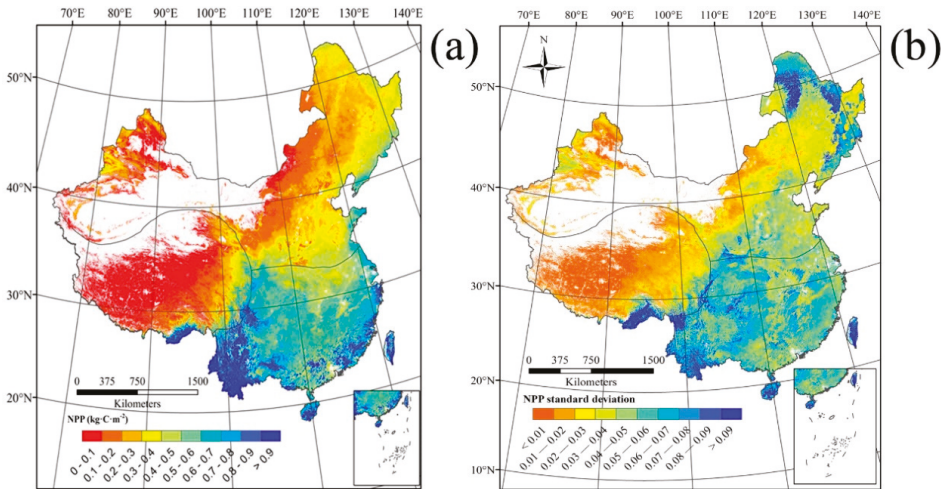 70°E 80°E 90°E 100°E 110°E 120°E 130°E 140°E
(a)
50°N
40°N
30°N
20°N
0 375 750 1500
Kilometers
NPP (kg·C·m-2)
0 - 0.1
0.1 - 0.2
0.2 - 0.3
0.3 - 0.4
0.4 - 0.5
0.5 - 0.6
0.6 - 0.7
0.7 - 0.8
0.8 - 0.9
> 0.9
70°E 80°E 90°E 100°E 110°E 120°E 130°E 140°E
(b)
N
50°N
40°N
30°N
20°N
10°N
0 375 750 1500
Kilometers
NPP standard deviation
< 0.01
0.01 — 0.02
0.02 — 0.03
0.03 — 0.04
0.04 — 0.05
0.05 — 0.06
0.06 — 0.07
0.07 — 0.08
0.08 — 0.09
> 0.09